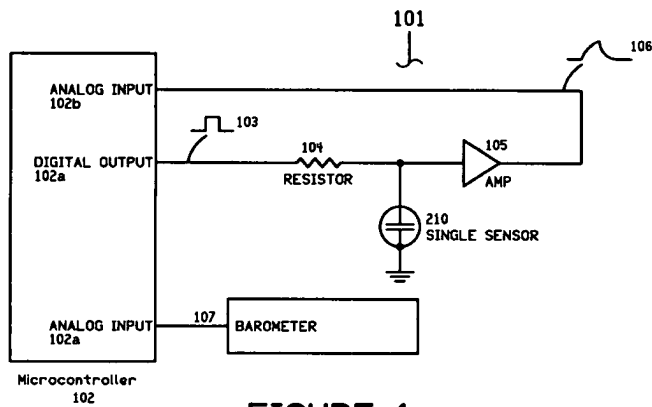 101
106
ANALOG INPUT
102b
103
DIGITAL OUTPUT
102a
104
RESISTOR
105
AMP
210
SINGLE SENSOR
ANALOG INPUT
102a
107
BAROMETER
Microcontroller
102